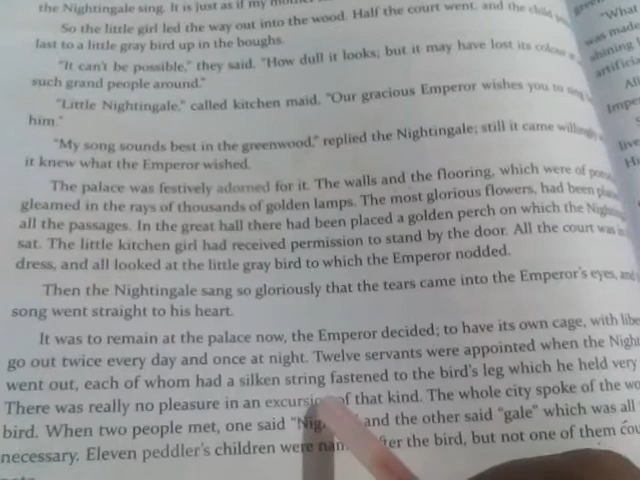 the Nightingale sing. It is just as if my mother
So the little girl led the way out into the wood. Half the court went, and the child
last to a little gray bird up in the boughs.
"It can't be possible," they said. "How dull it looks; but it may have lost its colour
such grand people around."
"Little Nightingale," called kitchen maid. "Our gracious Emperor wishes you to sing
him."
"My song sounds best in the greenwood," replied the Nightingale; still it came willingly
it knew what the Emperor wished.
The palace was festively adorned for it. The walls and the flooring, which were of
gleamed in the rays of thousands of golden lamps. The most glorious flowers, had been
all the passages. In the great hall there had been placed a golden perch on which the
sat. The little kitchen girl had received permission to stand by the door. All the court was in
dress, and all looked at the little gray bird to which the Emperor nodded.
Then the Nightingale sang so gloriously that the tears came into the Emperor's eyes, and
song went straight to his heart.
It was to remain at the palace now, the Emperor decided; to have its own cage, with
go out twice every day and once at night. Twelve servants were appointed when the
went out, each of whom had a silken string fastened to the bird's leg which he held very
There was really no pleasure in an excursion of that kind. The whole city spoke of the
bird. When two people met, one said and the other said "gale" which was all
necessary. Eleven peddler's children were the bird, but not one of them
"What
was made
shining
All